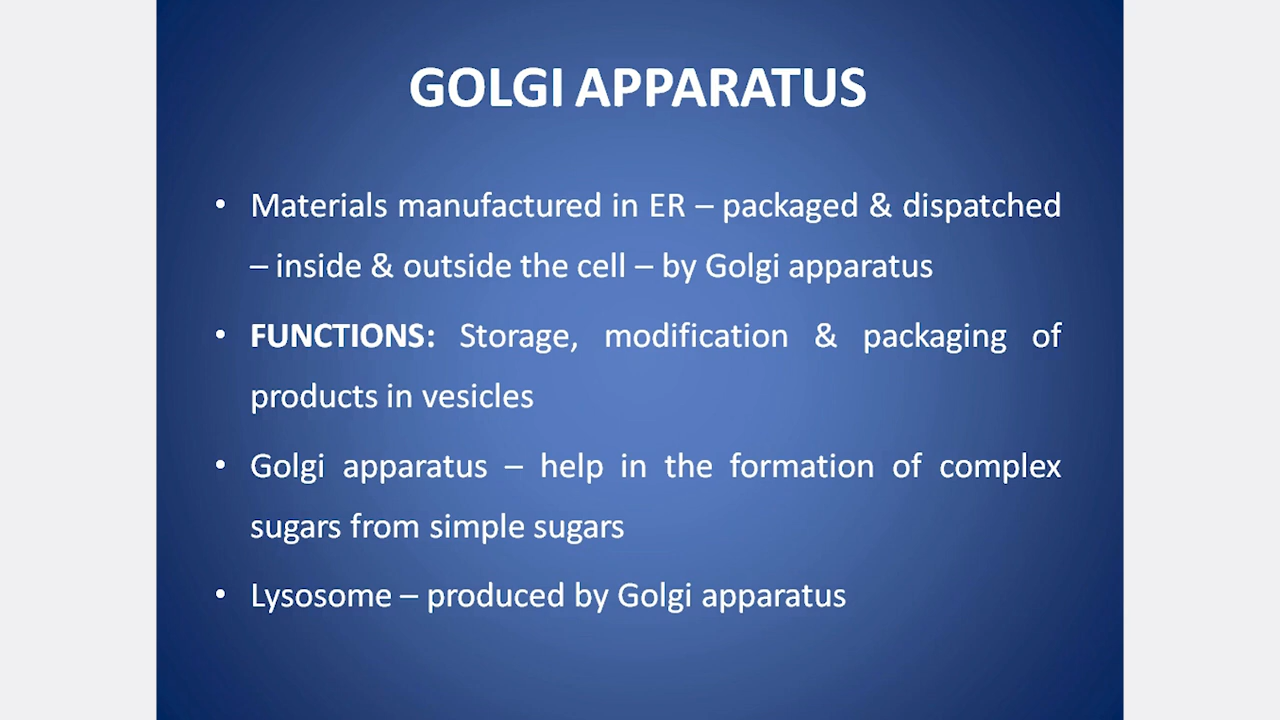 GOLGI APPARATUS
• Materials manufactured in ER – packaged & dispatched
– inside & outside the cell – by Golgi apparatus
• FUNCTIONS: Storage, modification & packaging of
products in vesicles
• Golgi apparatus – help in the formation of complex
sugars from simple sugars
• Lysosome – produced by Golgi apparatus